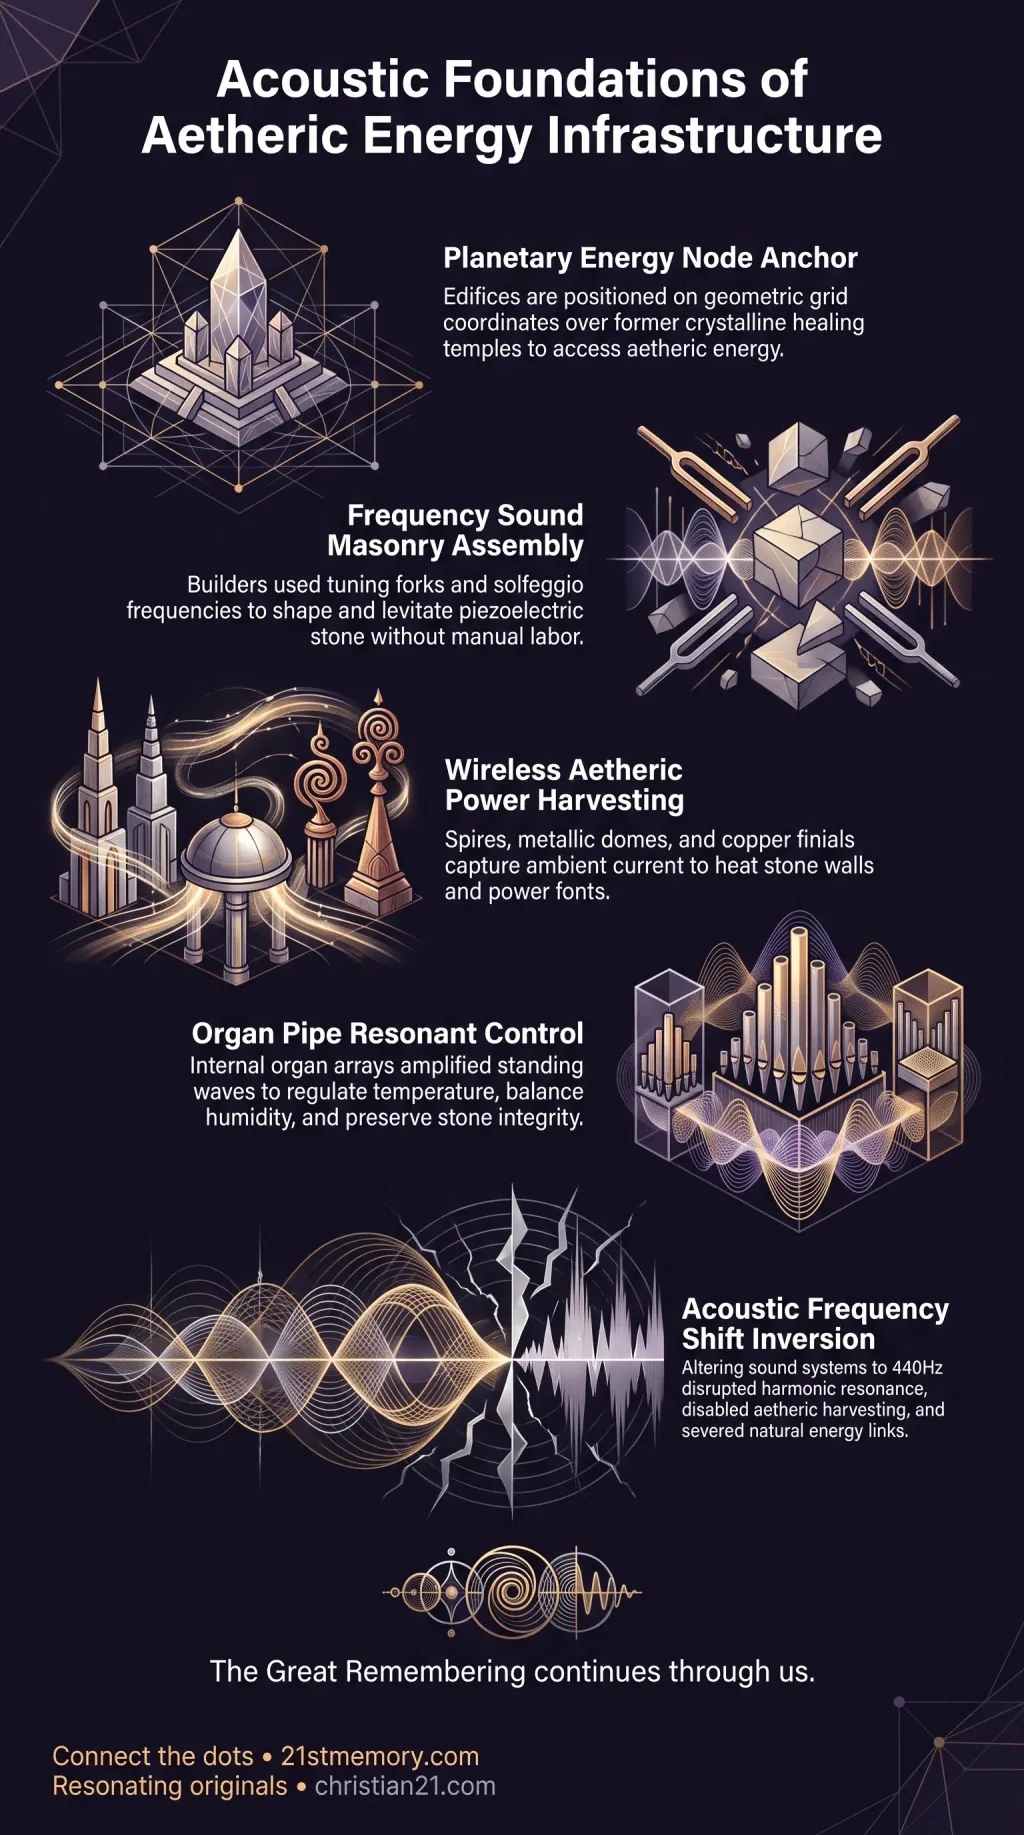 Acoustic Foundations of
Aetheric Energy Infrastructure
Planetary Energy Node Anchor
Edifices are positioned on geometric grid
coordinates over former crystalline healing
temples to access aetheric energy.
Frequency Sound
Masonry Assembly
Builders used tuning forks and solfeggio
frequencies to shape and levitate piezoelectric
stone without manual labor.
Wireless Aetheric
Power Harvesting
Spires, metallic domes, and copper finials
capture ambient current to heat stone walls
and power fonts.
Organ Pipe Resonant Control
Internal organ arrays amplified standing
waves to regulate temperature, balance
humidity, and preserve stone integrity.
Acoustic Frequency
Shift Inversion
Altering sound systems to 440Hz
disrupted harmonic resonance,
disabled aetheric harvesting, and
severed natural energy links.
The Great Remembering continues through us.
Connect the dots • 21stmemory.com
Resonating originals • christian21.com